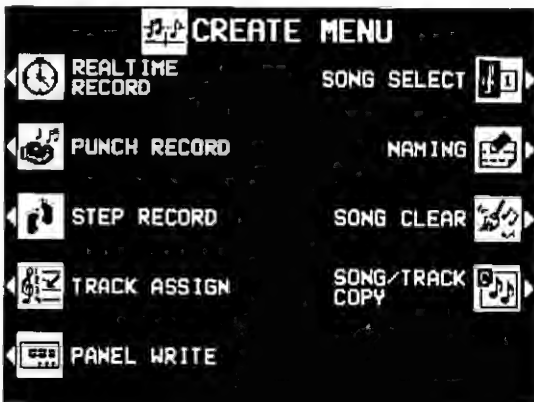 CREATE MENU
REALTIME
RECORD
PUNCH RECORD
STEP RECORD
TRACK ASSIGN
PANEL WRITE
SONG SELECT
NAMING
SONG CLEAR
SONG/TRACK
COPY